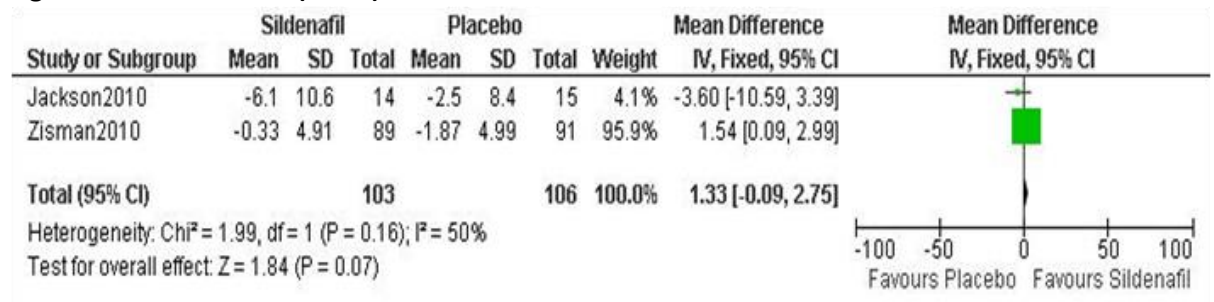 Sildenafil Placebo Mean Difference Mean Difference
Study or Subgroup Mean SD Total Mean SD Total Weight IV, Fixed, 95% CI IV, Fixed, 95% CI
Jackson2010 -6.1 10.6 14 -2.5 8.4 15 4.1% -3.60 [-10.59, 3.39]
Zisman2010 -0.33 4.91 89 -1.87 4.99 91 95.9% 1.54 [0.09, 2.99]
Total (95% CI) 103 106 100.0% 1.33 [-0.09, 2.75]
Heterogeneity: Chi² = 1.99, df = 1 (P = 0.16); I² = 50%
Test for overall effect: Z = 1.84 (P = 0.07)
-100 -50 0 50 100
Favours Placebo Favours Sildenafil